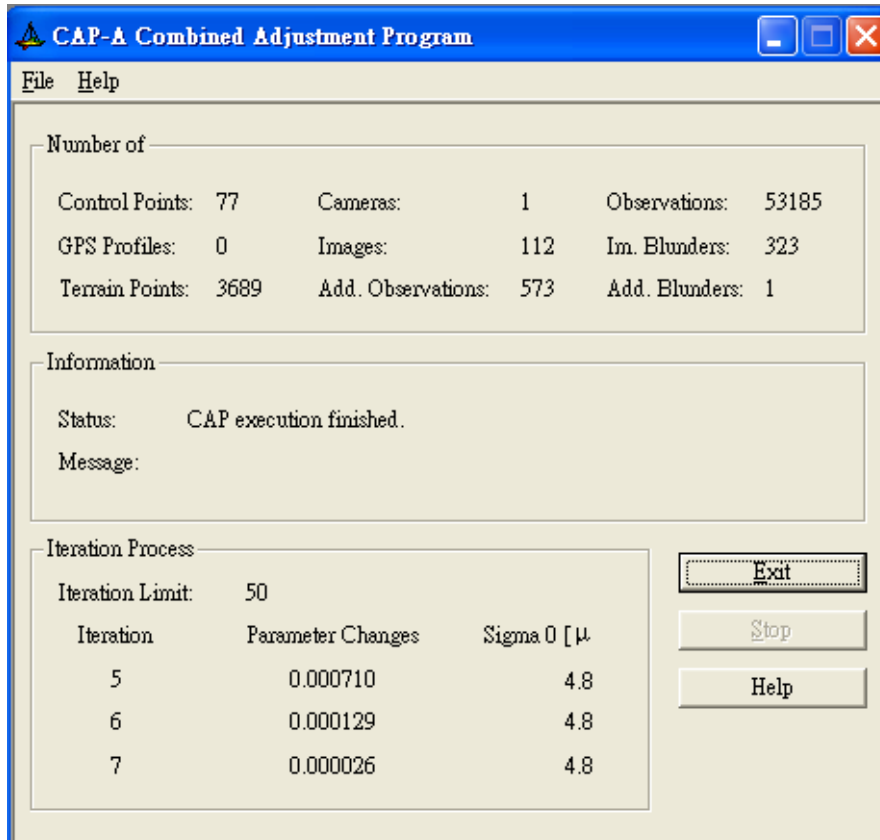 CAP-A Combined Adjustment Program
File Help
Number of
Control Points: 77 Cameras: 1 Observations: 53185
GPS Profiles: 0 Images: 112 Im. Blunders: 323
Terrain Points: 3689 Add. Observations: 573 Add. Blunders: 1
Information
Status: CAP execution finished.
Message:
Iteration Process
Iteration Limit: 50
Iteration Parameter Changes Sigma 0 [μ
5 0.000710 4.8
6 0.000129 4.8
7 0.000026 4.8
Exit
Stop
Help